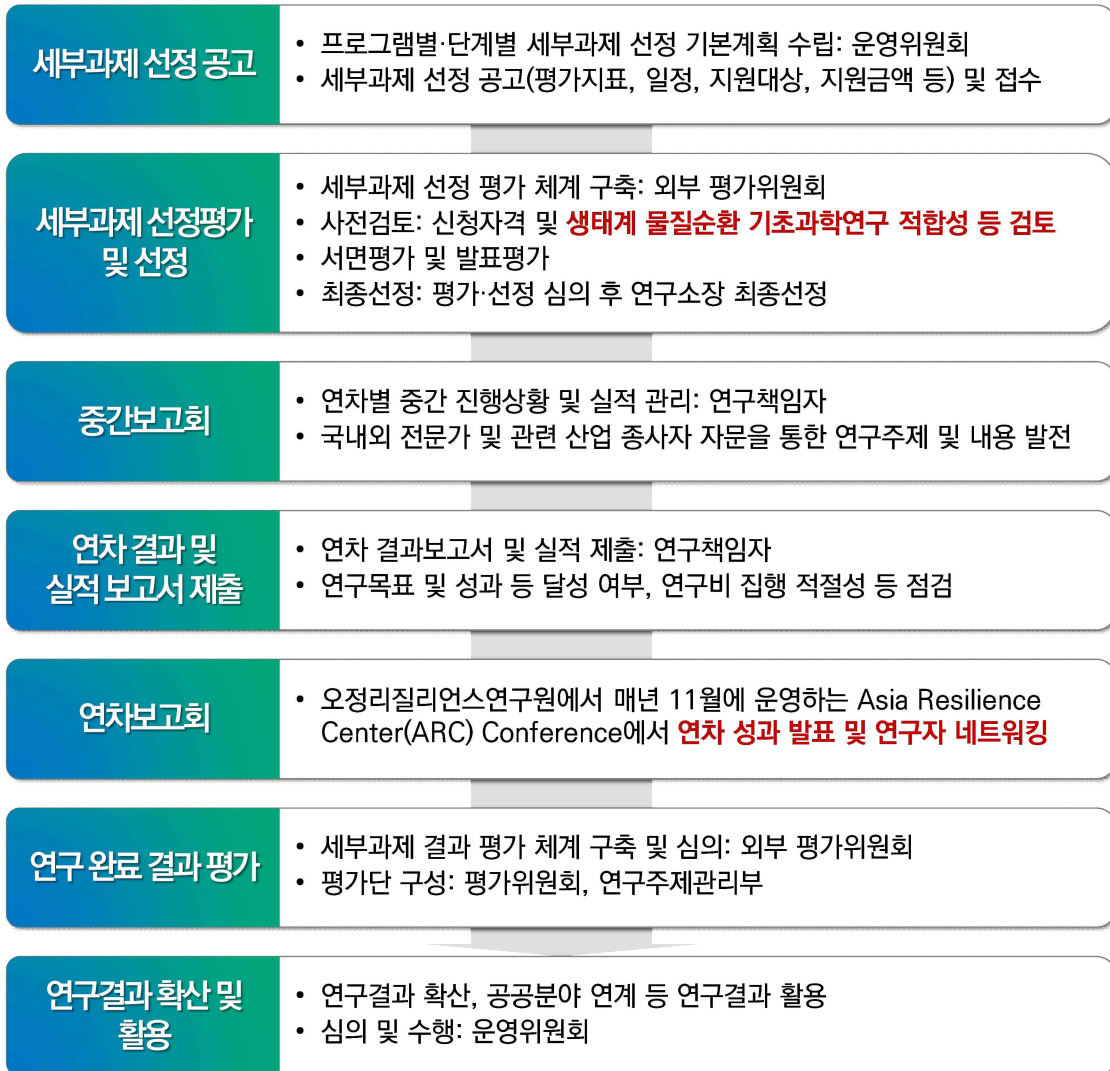 세부과제 선정 공고
• 프로그램별·단계별 세부과제 선정 기본계획 수립: 운영위원회
• 세부과제 선정 공고(평가지표, 일정, 지원대상, 지원금액 등) 및 접수
세부과제 선정평가
및 선정
• 세부과제 선정 평가 체계 구축: 외부 평가위원회
• 사전검토: 신청자격 및 생태계 물질순환 기초과학연구 적합성 등 검토
• 서면평가 및 발표평가
• 최종선정: 평가·선정 심의 후 연구소장 최종선정
중간보고회
• 연차별 중간 진행상황 및 실적 관리: 연구책임자
• 국내외 전문가 및 관련 산업 종사자 자문을 통한 연구주제 및 내용 발전
연차 결과 및
실적 보고서 제출
• 연차 결과보고서 및 실적 제출: 연구책임자
• 연구목표 및 성과 등 달성 여부, 연구비 집행 적절성 등 점검
연차보고회
• 오정리질리언스연구원에서 매년 11월에 운영하는 Asia Resilience
Center(ARC) Conference에서 연차 성과 발표 및 연구자 네트워킹
연구 완료 결과 평가
• 세부과제 결과 평가 체계 구축 및 심의: 외부 평가위원회
• 평가단 구성: 평가위원회, 연구주제관리부
연구결과 확산 및
활용
• 연구결과 확산, 공공분야 연계 등 연구결과 활용
• 심의 및 수행: 운영위원회